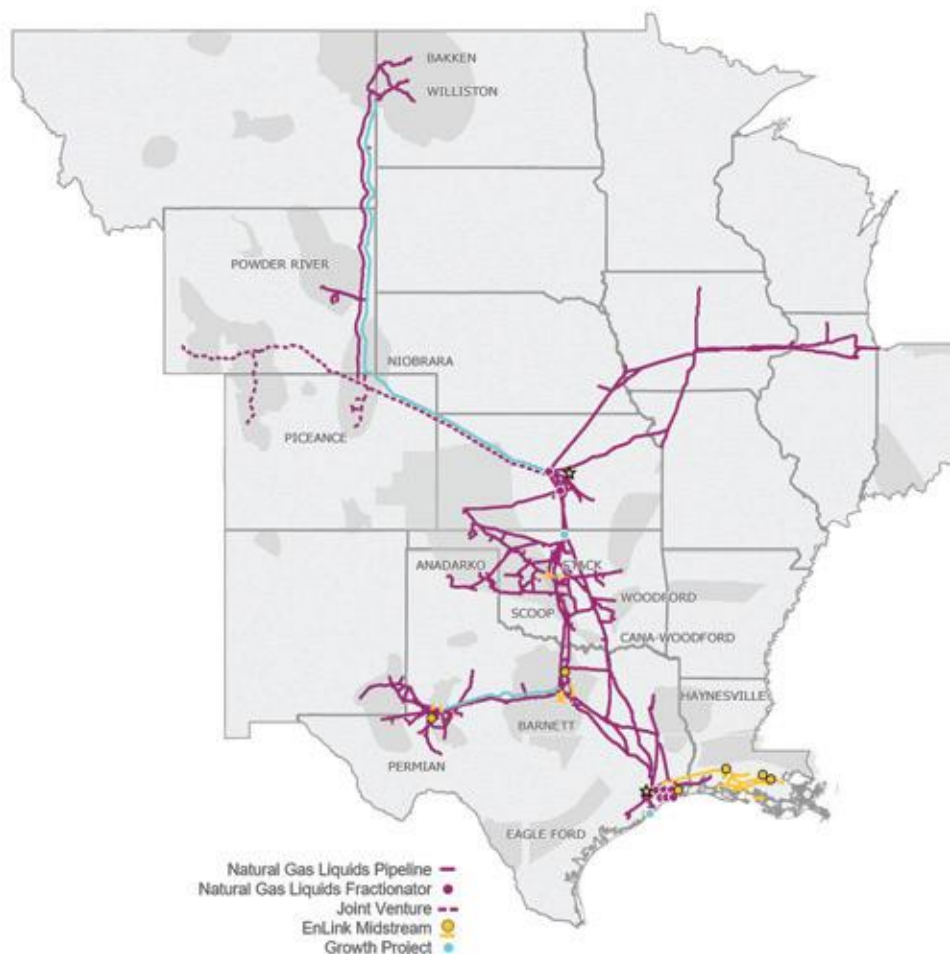 BAKKEN
WILLISTON
POWDER RIVER
NIOBRARA
PICEANCE
ANADARKO
STACK
SCOOP
WOODFORD
CANA-WOODFORD
HAYNESVILLE
BARNETT
PERMIAN
EAGLE FORD
Natural Gas Liquids Pipeline
Natural Gas Liquids Fractionator
Joint Venture
EnLink Midstream
Growth Project